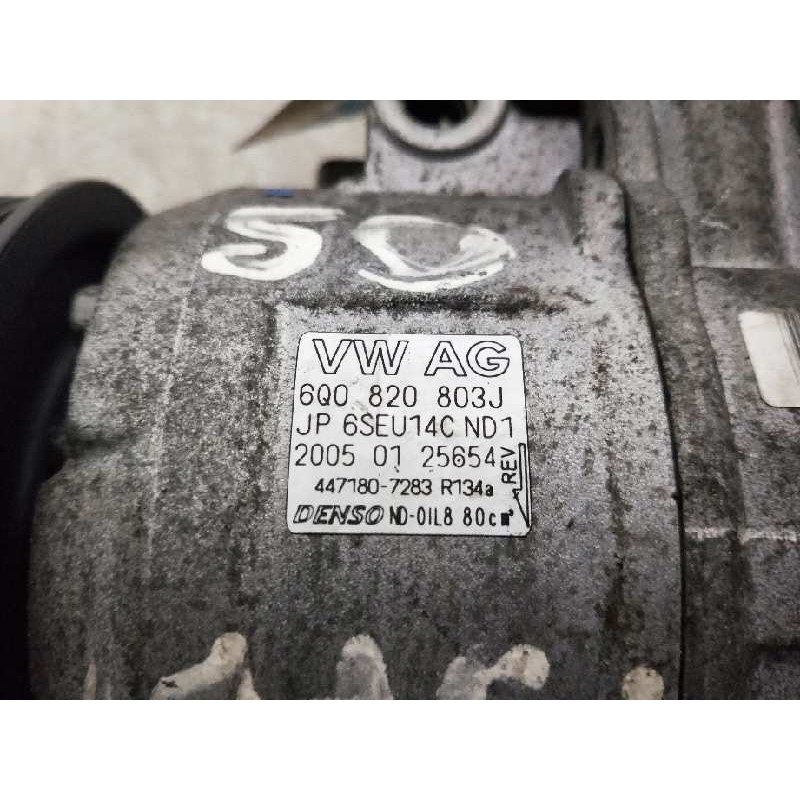 50
VW AG
6Q0 820 803J
JP 6SEU14C ND1
2005 01 25654
REV
447180-7283 R134a
DENSO ND-OIL8 80cm³